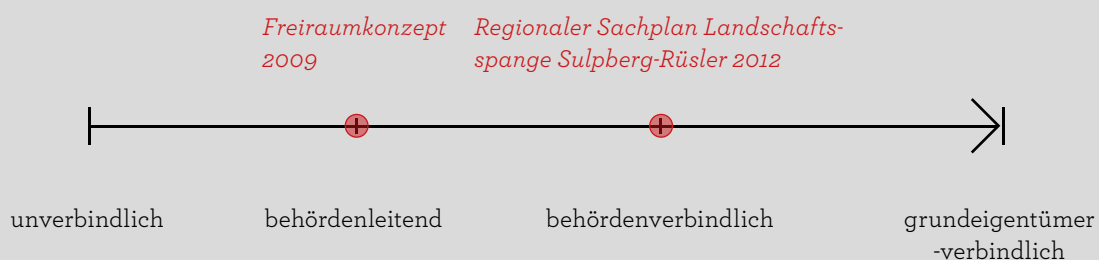 Freiraumkonzept
2009
Regionaler Sachplan Landschafts-
spange Sulpberg-Rüsler 2012
unverbindlich
behördenleitend
behördenverbindlich
grundeigentümer
-verbindlich